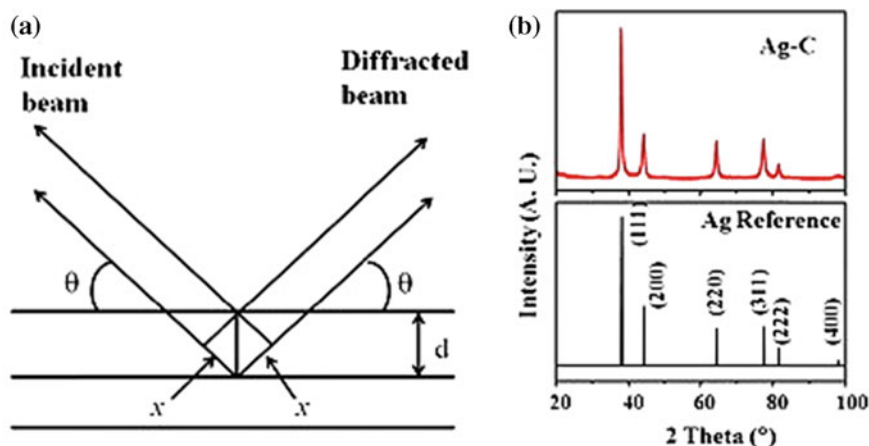 (a)
Incident
beam
Diffracted
beam
θ
θ
d
x
x
(b)
Ag-C
Intensity (A. U.)
Ag Reference
(111)
(200)
(220)
(311)
(222)
(400)
20
40
60
80
100
2 Theta (°)